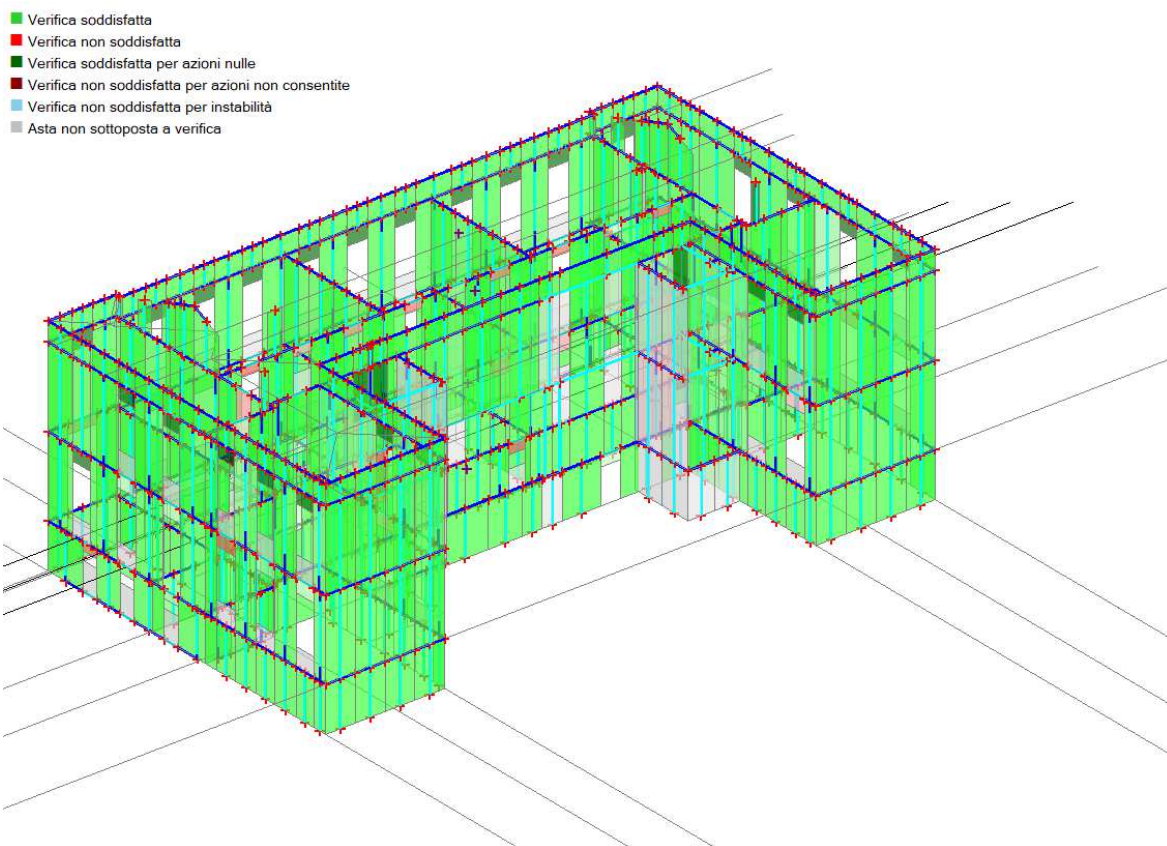 Verifica soddisfatta
Verifica non soddisfatta
Verifica soddisfatta per azioni nulle
Verifica non soddisfatta per azioni non consentite
Verifica non soddisfatta per instabilità
Asta non sottoposta a verifica